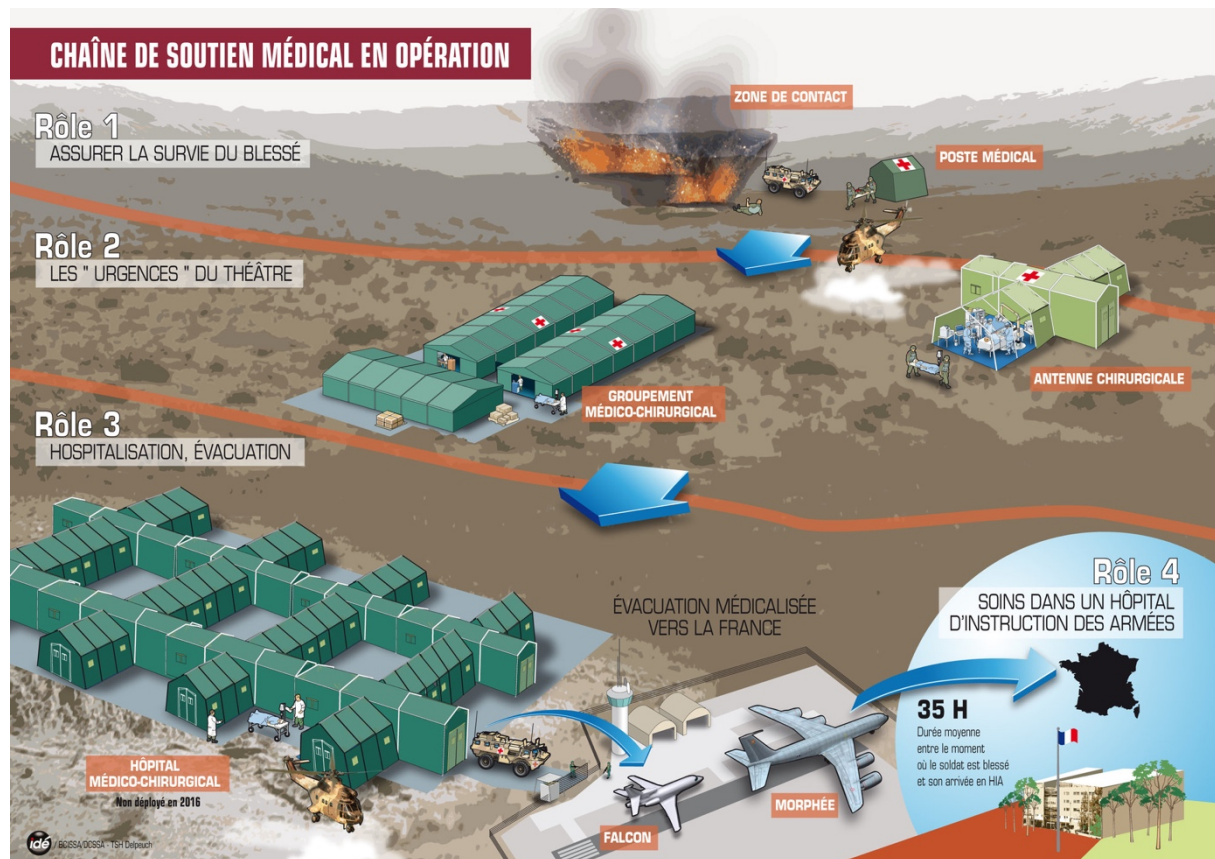 CHAÎNE DE SOUTIEN MÉDICAL EN OPÉRATION
ZONE DE CONTACT
Rôle 1
ASSURER LA SURVIE DU BLESSÉ
POSTE MÉDICAL
Rôle 2
LES " URGENCES " DU THÉÂTRE
ANTENNE CHIRURGICALE
GROUPEMENT
MÉDICO-CHIRURGICAL
Rôle 3
HOSPITALISATION, ÉVACUATION
Rôle 4
SOINS DANS UN HÔPITAL
D'INSTRUCTION DES ARMÉES
ÉVACUATION MÉDICALISÉE
VERS LA FRANCE
35 H
Durée moyenne
entre le moment
où le soldat est blessé
et son arrivée en HIA
HÔPITAL
MÉDICO-CHIRURGICAL
Non déployé en 2016
MORPHÉE
FALCON
idé / ECISSA/DCSSA - TSH Delpeuch